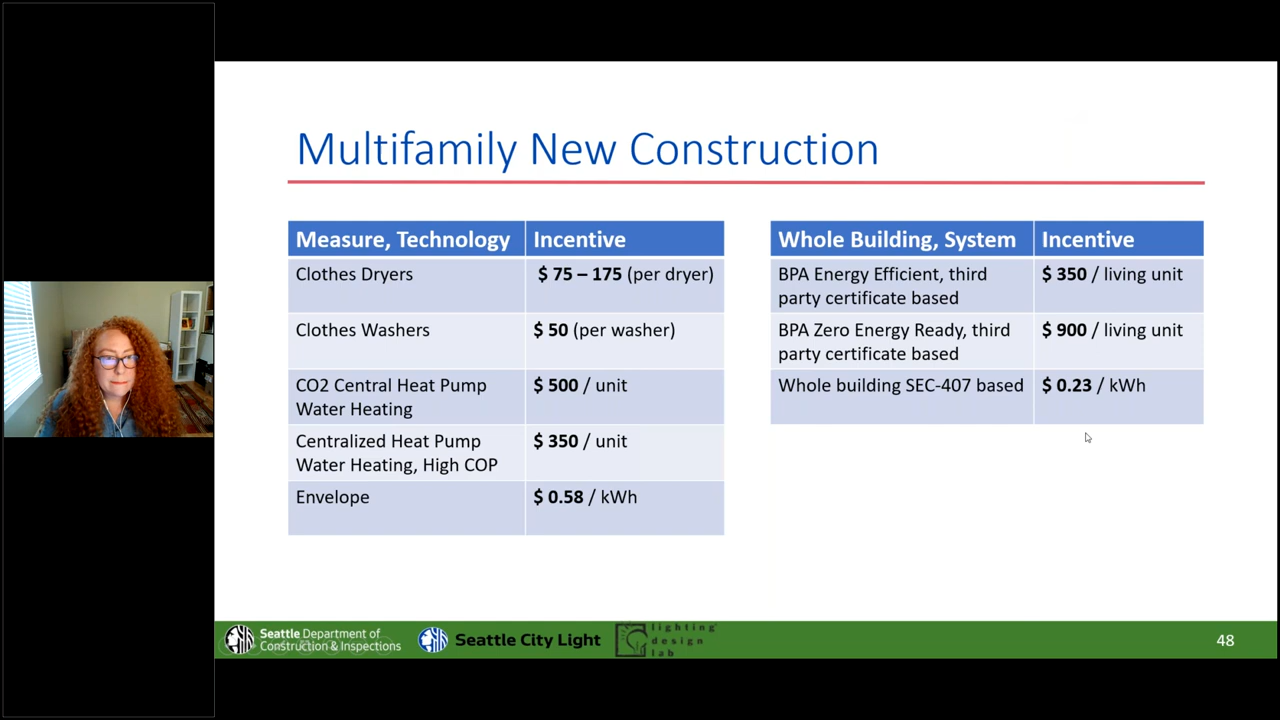 Multifamily New Construction
Measure, Technology Incentive
Clothes Dryers $ 75 – 175 (per dryer)
Clothes Washers $ 50 (per washer)
CO2 Central Heat Pump $ 500 / unit
Water Heating
Centralized Heat Pump $ 350 / unit
Water Heating, High COP
Envelope $ 0.58 / kWh
Whole Building, System Incentive
BPA Energy Efficient, third $ 350 / living unit
party certificate based
BPA Zero Energy Ready, third $ 900 / living unit
party certificate based
Whole building SEC-407 based $ 0.23 / kWh
Seattle Department of
Construction & Inspections
Seattle City Light
lighting
design
lab
48